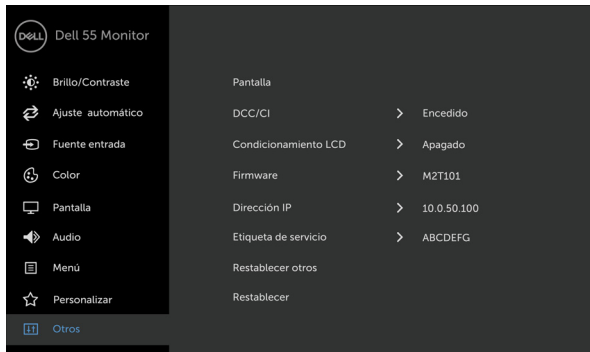 DELL Dell 55 Monitor
Brillo/Contraste
Ajuste automático
Fuente entrada
Color
Pantalla
Audio
Menú
Personalizar
Otros
Pantalla
DCC/CI > Encedido
Condicionamiento LCD > Apagado
Firmware > M2T101
Dirección IP > 10.0.50.100
Etiqueta de servicio > ABCDEFG
Restablecer otros
Restablecer